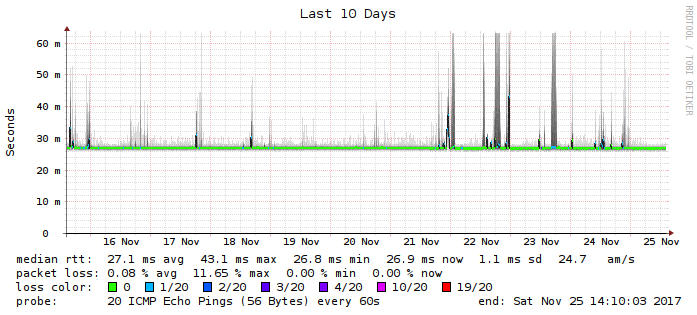 Last 10 Days
RRDTOOL / TOBI OETIKER
Seconds
60 m
50 m
40 m
30 m
20 m
10 m
0
16 Nov 17 Nov 18 Nov 19 Nov 20 Nov 21 Nov 22 Nov 23 Nov 24 Nov 25 Nov
median rtt: 27.1 ms avg 43.1 ms max 26.8 ms min 26.9 ms now 1.1 ms sd 24.7 am/s
packet loss: 0.08 % avg 11.65 % max 0.00 % min 0.00 % now
loss color: 0 1/20 2/20 3/20 4/20 10/20 19/20
probe: 20 ICMP Echo Pings (56 Bytes) every 60s end: Sat Nov 25 14:10:03 2017